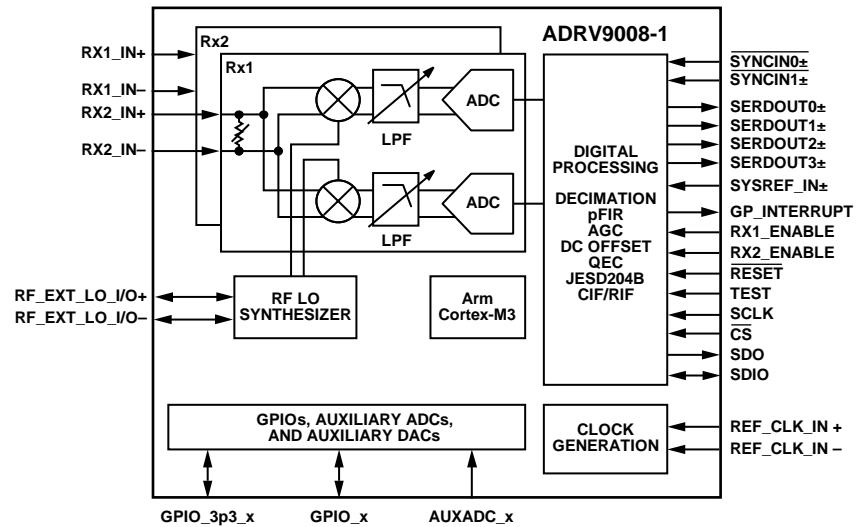 ADRV9008-1
Rx2
Rx1
RX1_IN+
RX1_IN–
RX2_IN+
RX2_IN–
LPF
ADC
LPF
ADC
DIGITAL
PROCESSING
DECIMATION
pFIR
AGC
DC OFFSET
QEC
JESD204B
CIF/RIF
SYNCIN0±
SYNCIN1±
SERDOUT0±
SERDOUT1±
SERDOUT2±
SERDOUT3±
SYSREF_IN±
GP_INTERRUPT
RX1_ENABLE
RX2_ENABLE
RESET
TEST
SCLK
CS
SDO
SDIO
RF_EXT_LO_I/O+
RF_EXT_LO_I/O–
RF LO
SYNTHESIZER
Arm
Cortex-M3
GPIOs, AUXILIARY ADCs,
AND AUXILIARY DACs
CLOCK
GENERATION
REF_CLK_IN +
REF_CLK_IN –
GPIO_3p3_x
GPIO_x
AUXADC_x